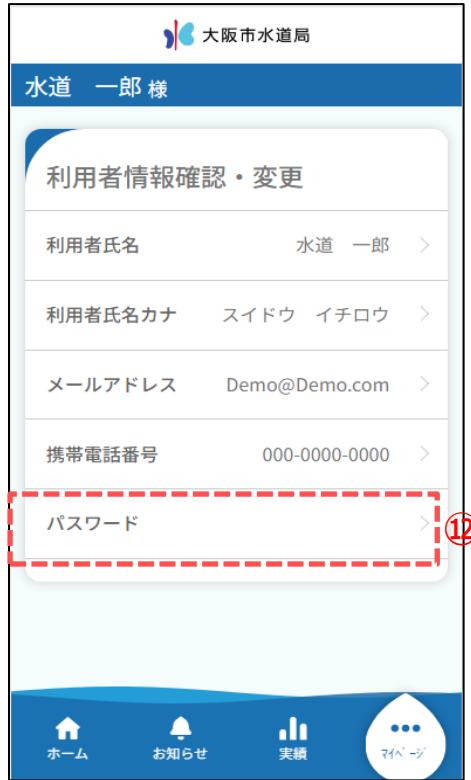 大阪市水道局
水道　一郎 様
利用者情報確認・変更
利用者氏名 水道　一郎
利用者氏名カナ スイドウ　イチロウ
メールアドレス Demo@Demo.com
携帯電話番号 000-0000-0000
パスワード
⑫
ホーム お知らせ 実績 ﾏｲﾍﾟｰｼﾞ